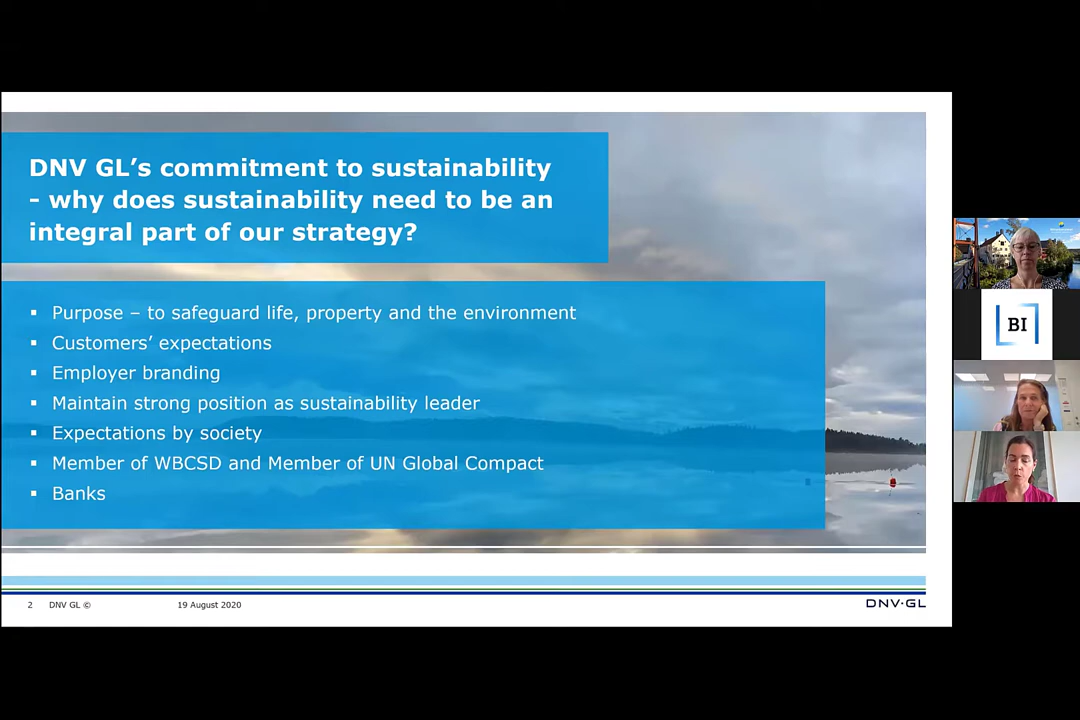 DNV GL’s commitment to sustainability
- why does sustainability need to be an
integral part of our strategy?
▪ Purpose – to safeguard life, property and the environment
▪ Customers’ expectations
▪ Employer branding
▪ Maintain strong position as sustainability leader
▪ Expectations by society
▪ Member of WBCSD and Member of UN Global Compact
▪ Banks
2 DNV GL © 19 August 2020
DNV·GL
BI